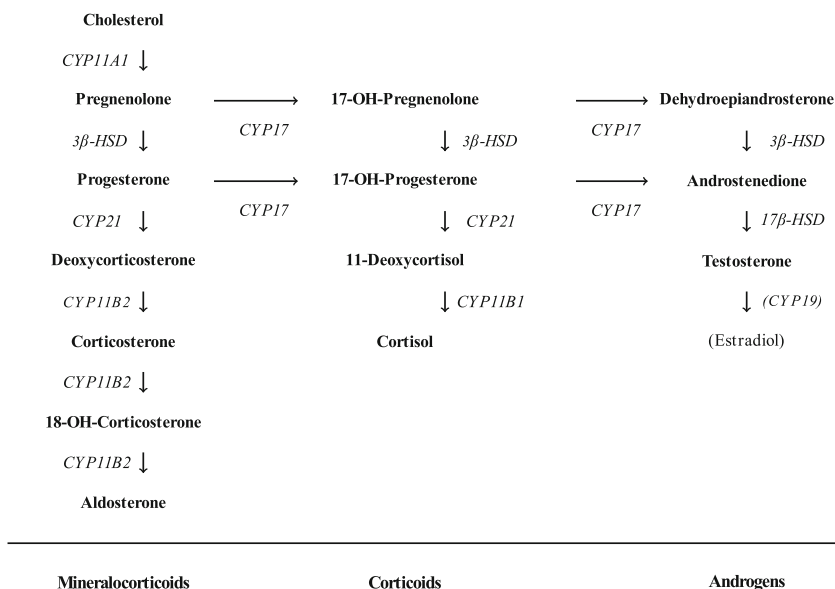 Cholesterol
CYP11A1
Pregnenolone 17-OH-Pregnenolone Dehydroepiandrosterone
3β-HSD CYP17 3β-HSD CYP17 3β-HSD
Progesterone 17-OH-Progesterone Androstenedione
CYP21 CYP17 CYP21 CYP17 17β-HSD
Deoxycorticosterone 11-Deoxycortisol Testosterone
CYP11B2 CYP11B1 (CYP19)
Corticosterone Cortisol (Estradiol)
CYP11B2
18-OH-Corticosterone
CYP11B2
Aldosterone
Mineralocorticoids Corticoids Androgens